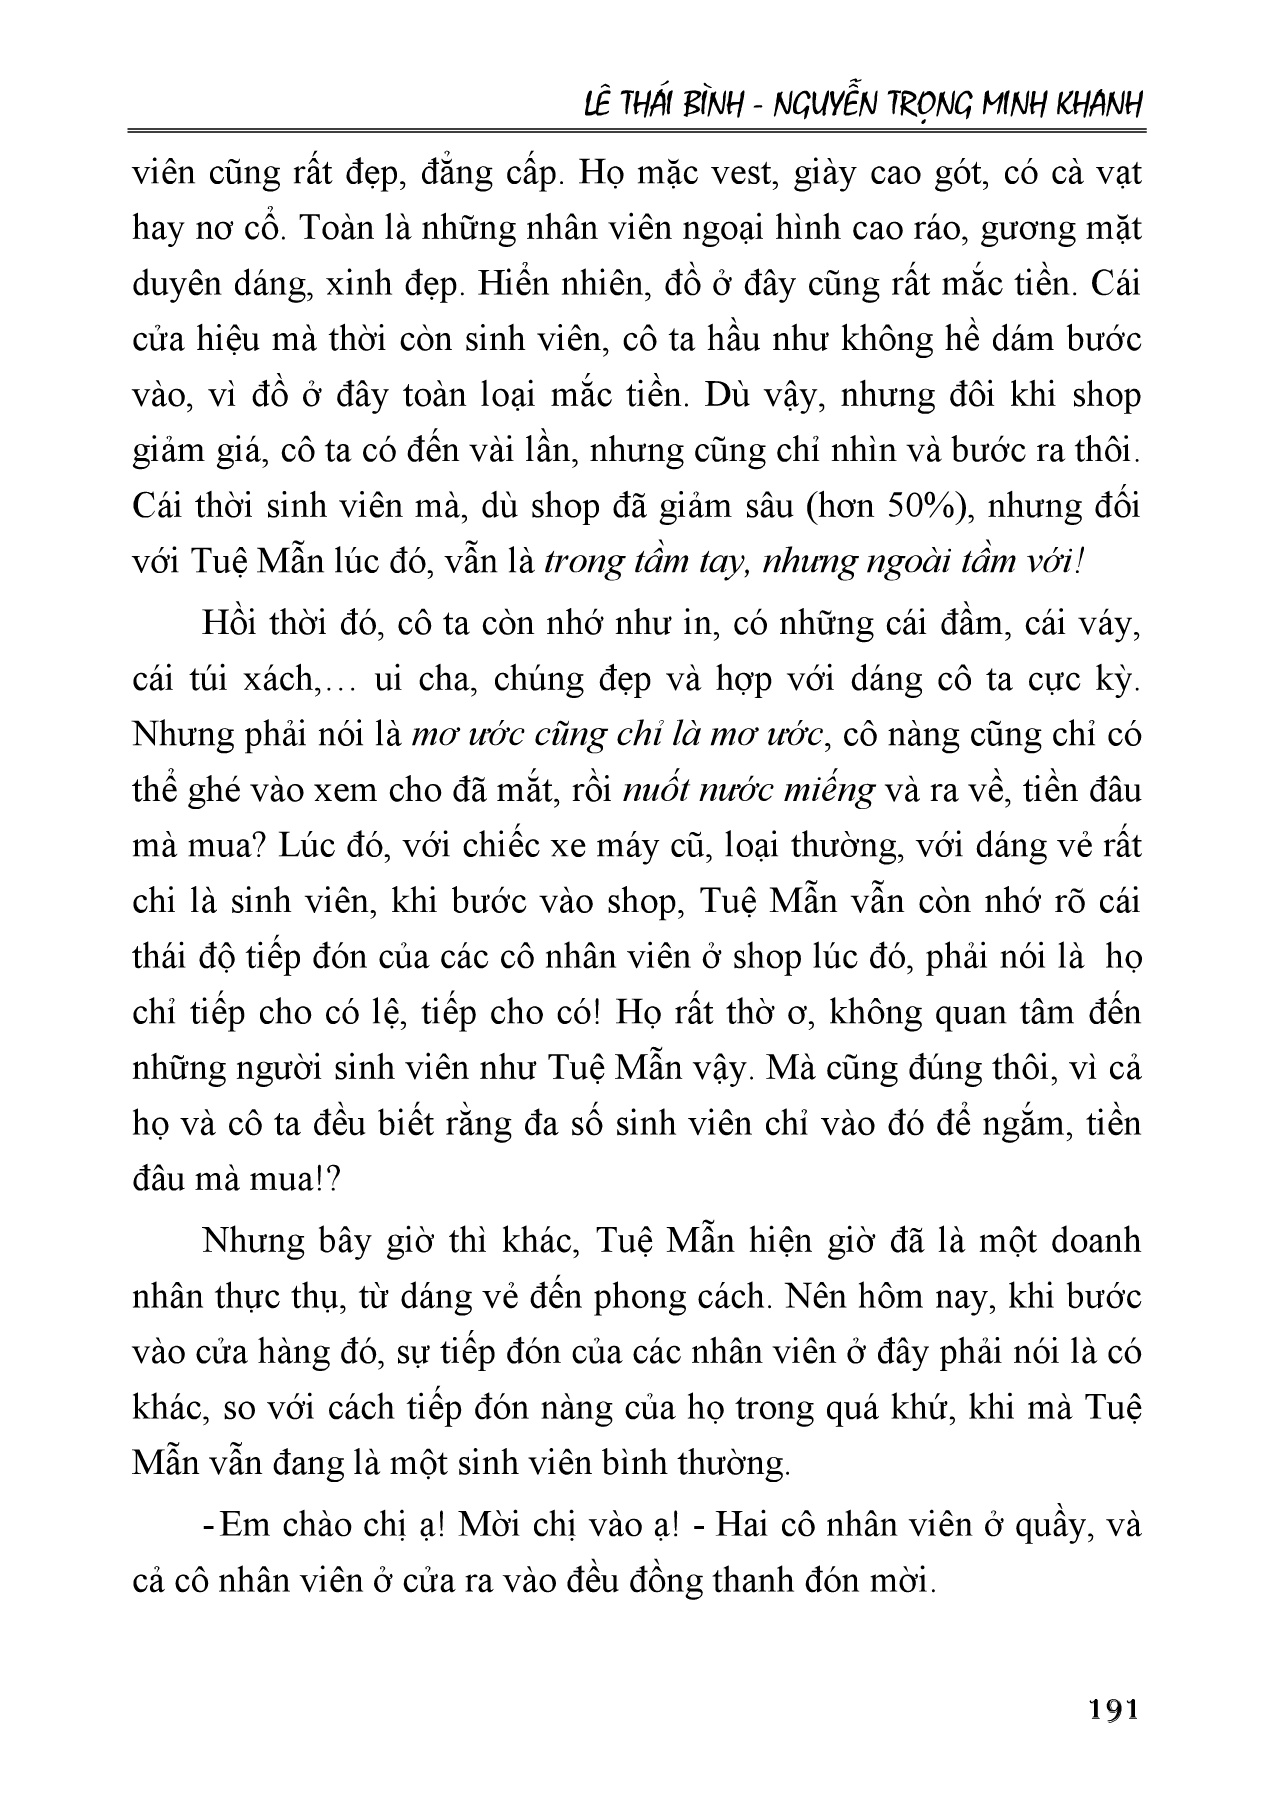 LÊ THÁI BÌNH - NGUYỄN TRỌNG MINH KHANH
viên cũng rất đẹp, đẳng cấp. Họ mặc vest, giày cao gót, có cà vạt
hay nơ cổ. Toàn là những nhân viên ngoại hình cao ráo, gương mặt
duyên dáng, xinh đẹp. Hiển nhiên, đồ ở đây cũng rất mắc tiền. Cái
cửa hiệu mà thời còn sinh viên, cô ta hầu như không hề dám bước
vào, vì đồ ở đây toàn loại mắc tiền. Dù vậy, nhưng đôi khi shop
giảm giá, cô ta có đến vài lần, nhưng cũng chỉ nhìn và bước ra thôi.
Cái thời sinh viên mà, dù shop đã giảm sâu (hơn 50%), nhưng đối
với Tuệ Mẫn lúc đó, vẫn là trong tầm tay, nhưng ngoài tầm với!
Hồi thời đó, cô ta còn nhớ như in, có những cái đầm, cái váy,
cái túi xách,… ui cha, chúng đẹp và hợp với dáng cô ta cực kỳ.
Nhưng phải nói là mơ ước cũng chỉ là mơ ước, cô nàng cũng chỉ có
thể ghé vào xem cho đã mắt, rồi nuốt nước miếng và ra về, tiền đâu
mà mua? Lúc đó, với chiếc xe máy cũ, loại thường, với dáng vẻ rất
chi là sinh viên, khi bước vào shop, Tuệ Mẫn vẫn còn nhớ rõ cái
thái độ tiếp đón của các cô nhân viên ở shop lúc đó, phải nói là  họ
chỉ tiếp cho có lệ, tiếp cho có! Họ rất thờ ơ, không quan tâm đến
những người sinh viên như Tuệ Mẫn vậy. Mà cũng đúng thôi, vì cả
họ và cô ta đều biết rằng đa số sinh viên chỉ vào đó để ngắm, tiền
đâu mà mua!?
Nhưng bây giờ thì khác, Tuệ Mẫn hiện giờ đã là một doanh
nhân thực thụ, từ dáng vẻ đến phong cách. Nên hôm nay, khi bước
vào cửa hàng đó, sự tiếp đón của các nhân viên ở đây phải nói là có
khác, so với cách tiếp đón nàng của họ trong quá khứ, khi mà Tuệ
Mẫn vẫn đang là một sinh viên bình thường.
- Em chào chị ạ! Mời chị vào ạ! - Hai cô nhân viên ở quầy, và
cả cô nhân viên ở cửa ra vào đều đồng thanh đón mời.
191